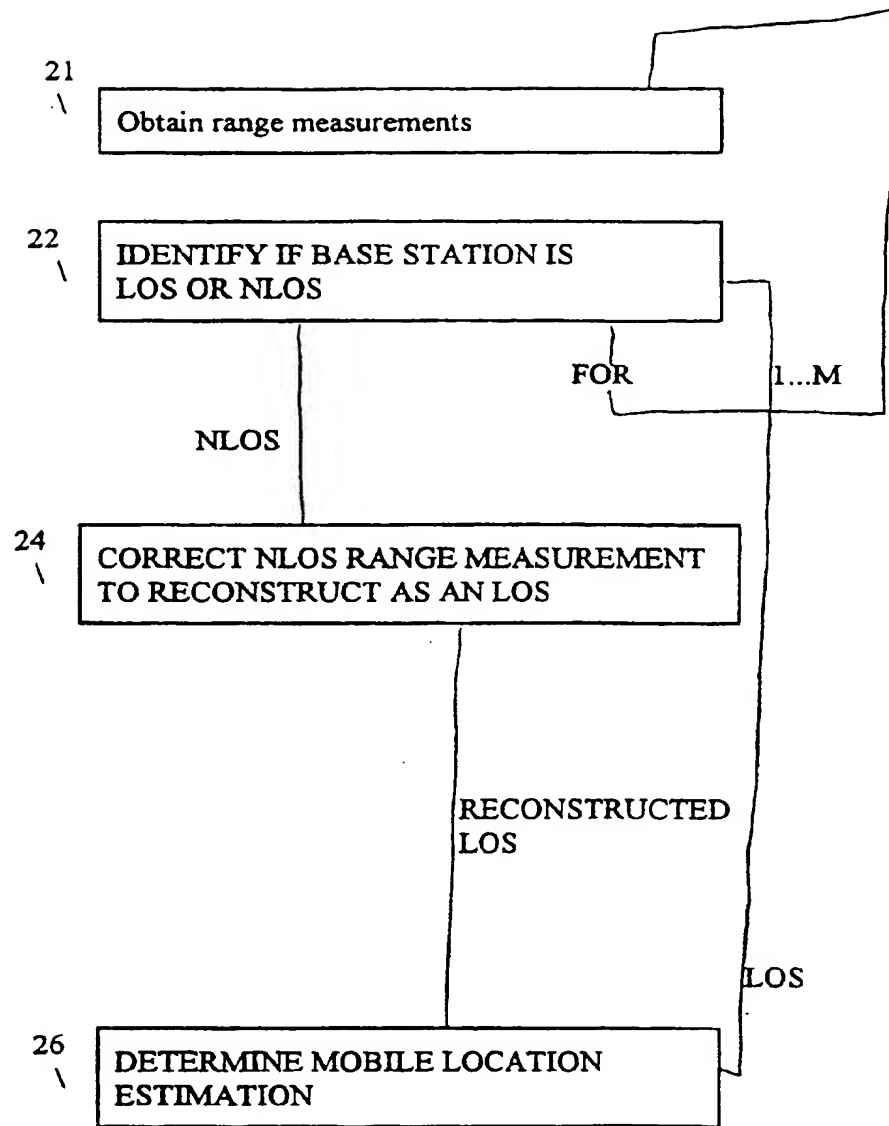 21
Obtain range measurements
22
IDENTIFY IF BASE STATION IS
LOS OR NLOS
FOR 1...M
NLOS
24
CORRECT NLOS RANGE MEASUREMENT
TO RECONSTRUCT AS AN LOS
RECONSTRUCTED
LOS
LOS
26
DETERMINE MOBILE LOCATION
ESTIMATION